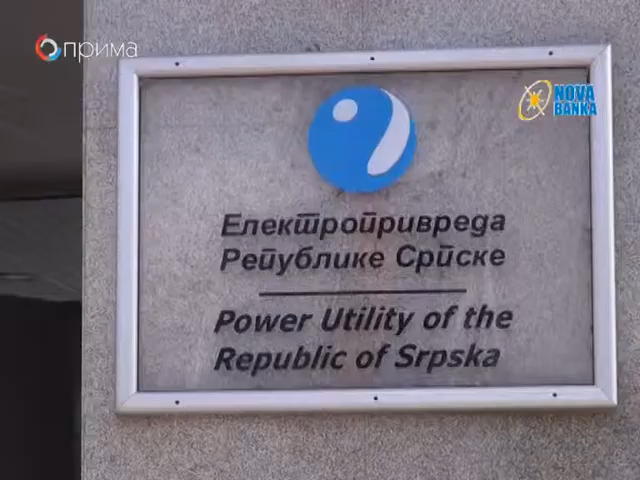 прима
NOVA
BANKA
Електропривреда
Републике Српске
Power Utility of the
Republic of Srpska